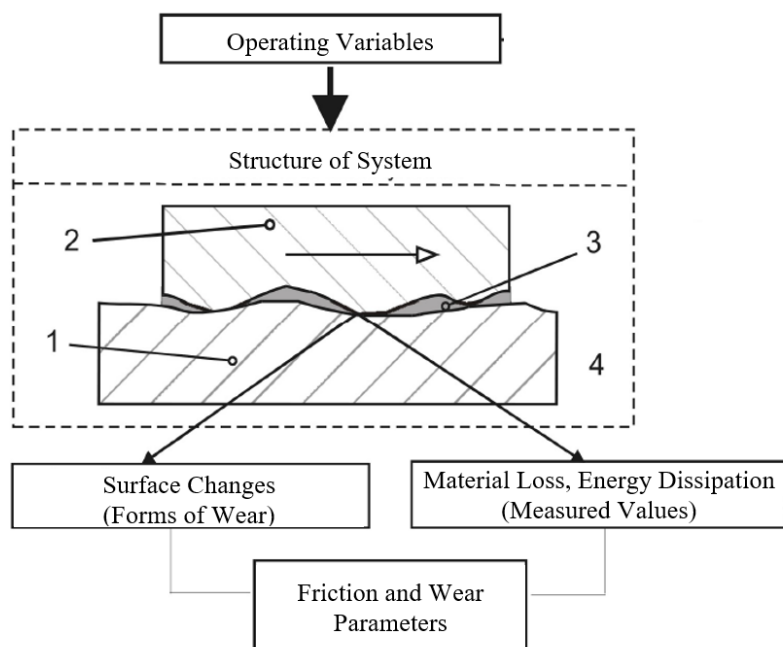 Operating Variables
Structure of System
2
3
1
4
Surface Changes
(Forms of Wear)
Material Loss, Energy Dissipation
(Measured Values)
Friction and Wear
Parameters